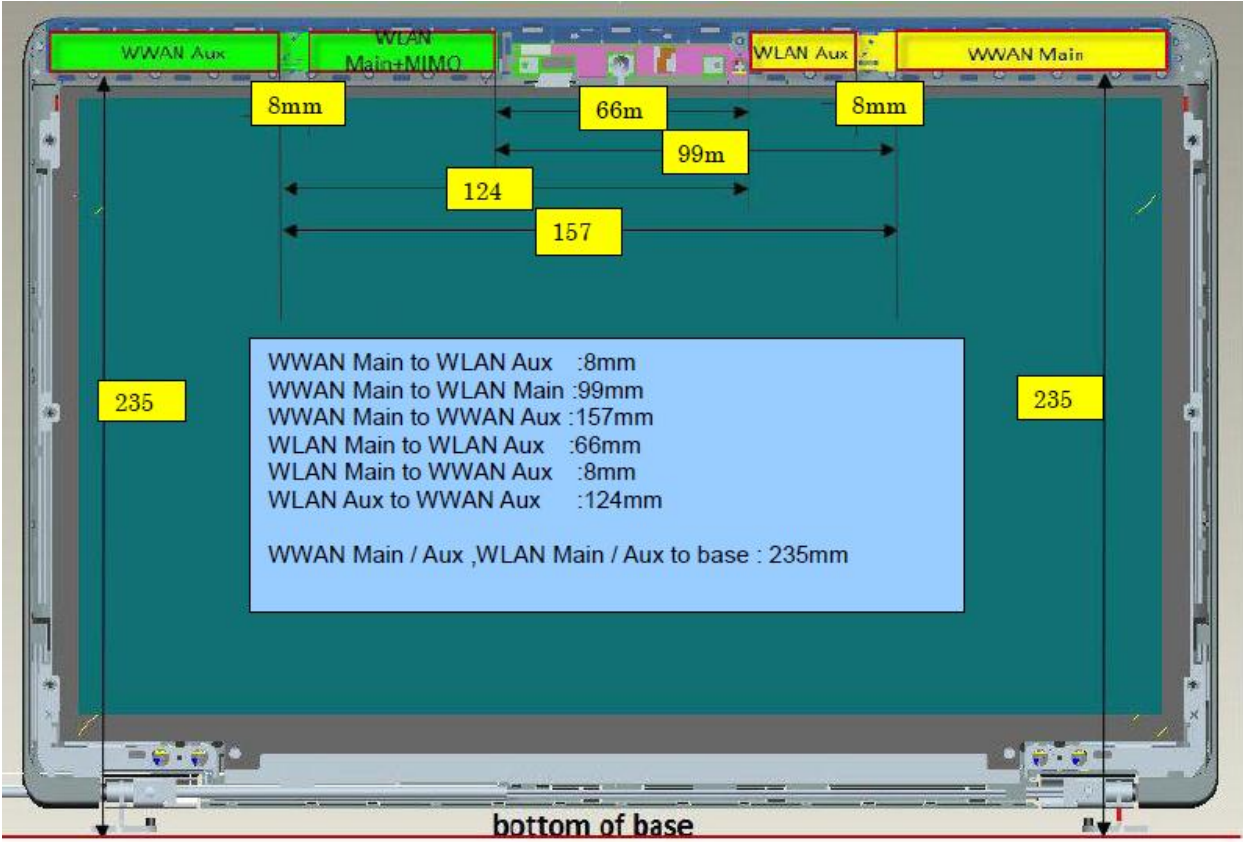 WWAN Aux
WLAN
Main+MIMO
WLAN Aux
WWAN Main
8mm
66m
8mm
99m
124
157
WWAN Main to WLAN Aux :8mm
WWAN Main to WLAN Main :99mm
WWAN Main to WWAN Aux :157mm
WLAN Main to WLAN Aux :66mm
WLAN Main to WWAN Aux :8mm
WLAN Aux to WWAN Aux :124mm
WWAN Main / Aux ,WLAN Main / Aux to base : 235mm
235
235
bottom of base